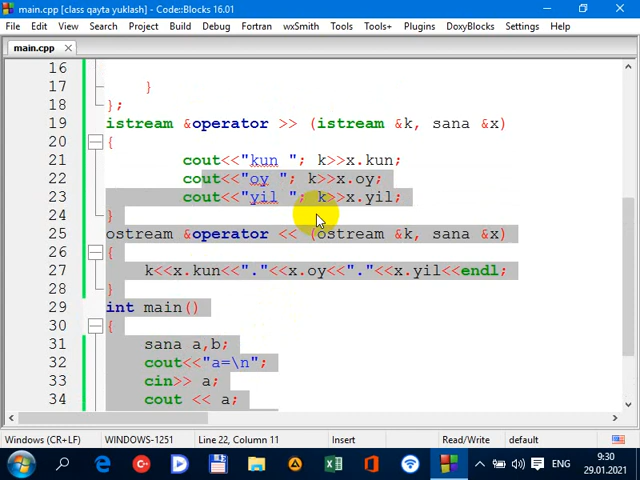 main.cpp [class qayta yuklash] - Code::Blocks 16.01
File Edit View Search Project Build Debug Fortran wxSmith Tools Tools+ Plugins DoxyBlocks Settings Help
main.cpp
16
17 }
18 };
19 istream &operator >> (istream &k, sana &x)
20 {
21 cout<<"kun "; k>>x.kun;
22 cout<<"oy "; k>>x.oy;
23 cout<<"yil "; k>>x.yil;
24 }
25 ostream &operator << (ostream &k, sana &x)
26 {
27 k<<x.kun<<"."<<x.oy<<"."<<x.yil<<endl;
28 }
29 int main()
30 {
31 sana a,b;
32 cout<<"a=\n";
33 cin>> a;
34 cout << a;
Windows (CR+LF) WINDOWS-1251 Line 22, Column 11 Insert Read/Write default
ENG 9:30
29.01.2021